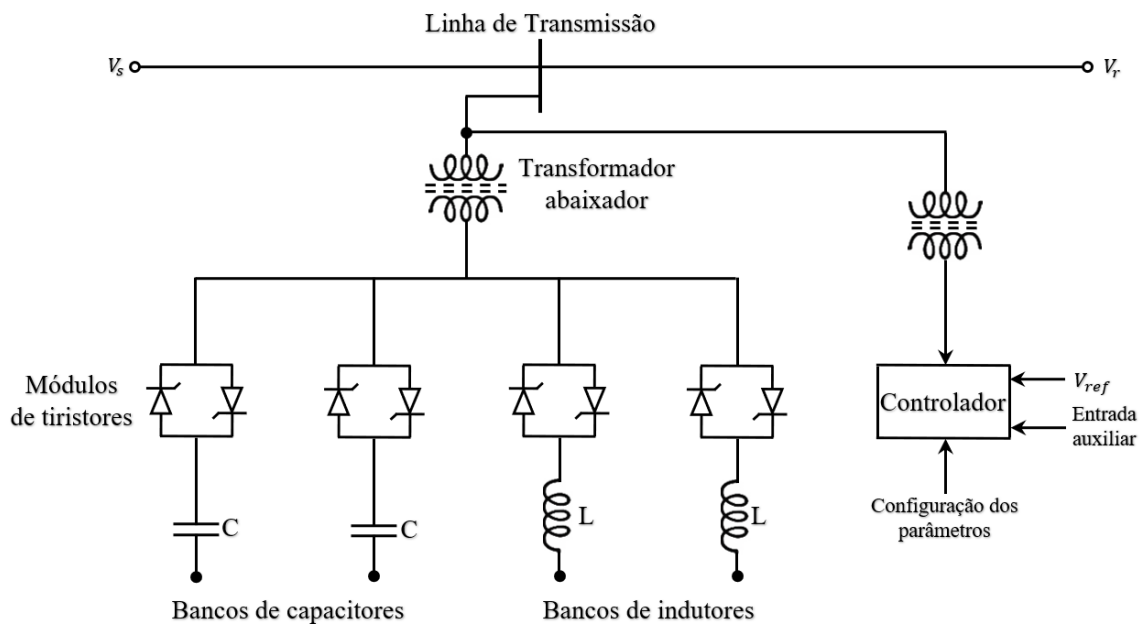 Linha de Transmissão
V_s
V_r
Transformador
abaixador
Módulos
de tiristores
Controlador
V_ref
Entrada
auxiliar
C
C
L
L
Configuração dos
parâmetros
Bancos de capacitores
Bancos de indutores